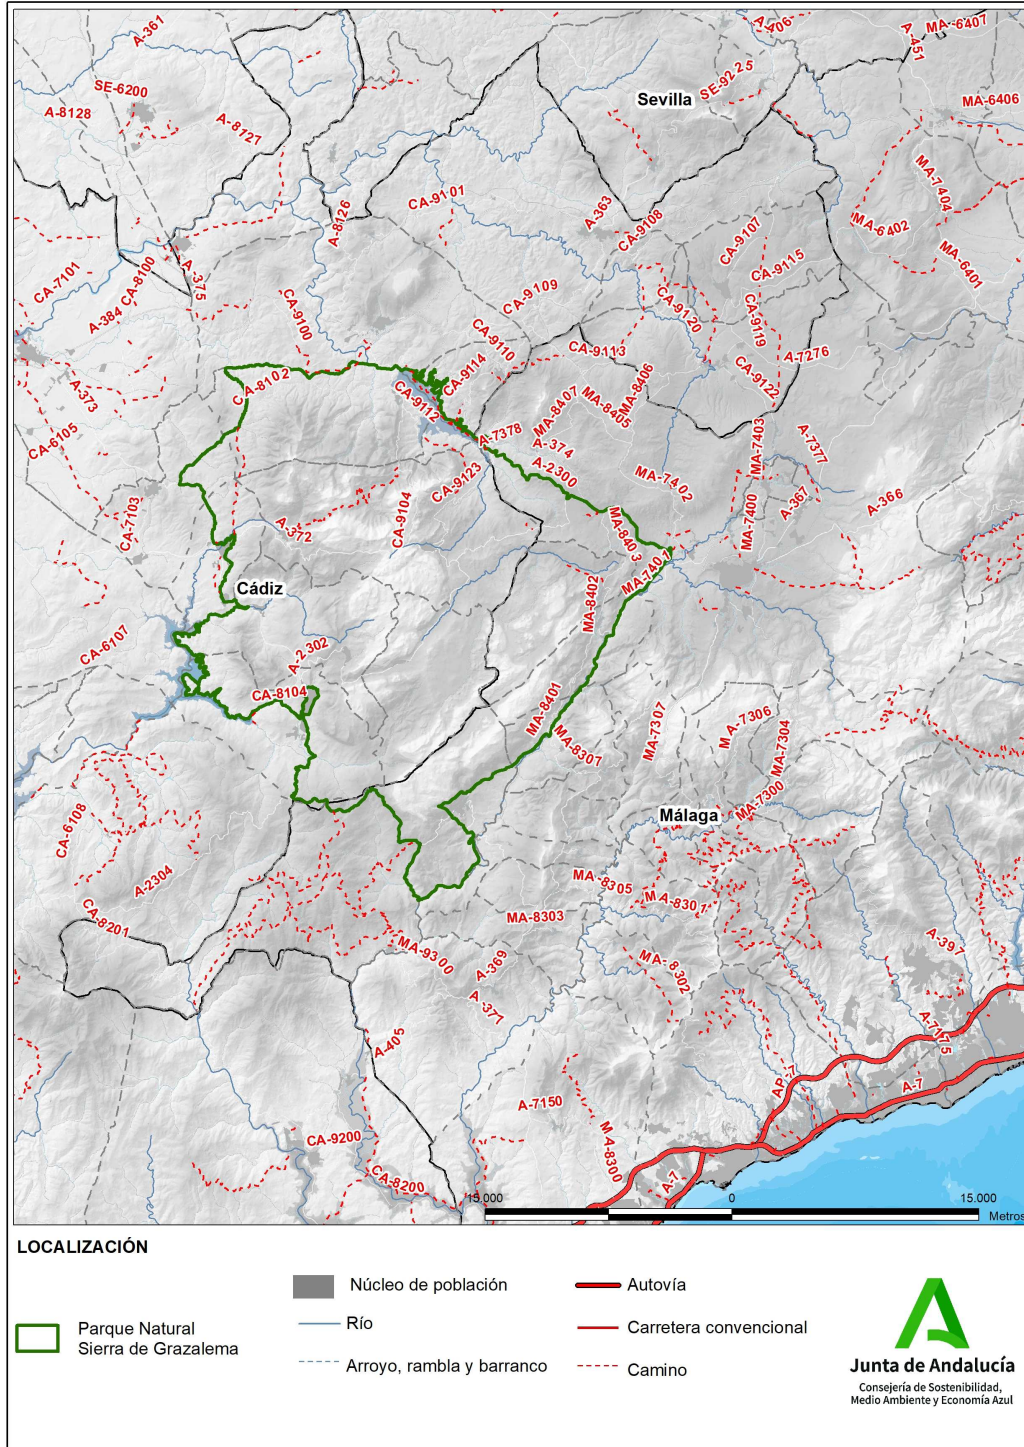 A-361
A-406
MA-6407
A-451
SE-6200
SE-9225
Sevilla
MA-6406
A-8128
A-8127
MA-7404
CA-9101
A-8126
A-363
CA-9108
CA-9107
MA-6402
CA-7101
CA-8100
A-375
CA-9115
MA-6401
A-384
CA-9100
CA-9109
CA-9120
CA-9119
CA-9110
CA-9113
A-7276
CA-8102
CA-9114
MA-8406
CA-9122
A-373
CA-9112
MA-8407
MA-8405
CA-6105
A-7378
A-374
MA-7403
A-7377
A-2300
CA-9123
MA-7402
CA-7103
CA-9104
A-372
MA-8403
MA-7400
A-367
A-366
MA-7401
Cádiz
MA-8402
CA-6107
A-2302
CA-8104
MA-8401
MA-8307
MA-7307
MA-7306
MA-7304
MA-7300
Málaga
CA-6108
A-2304
MA-8305
MA-8301
CA-8201
MA-8303
MA-9300
A-369
MA-8302
A-397
A-377
A-405
A-7175
AP-7
A-7
A-7150
CA-9200
MA-8300
CA-8200
A-7
15.000 0 15.000
Metros
LOCALIZACIÓN
Parque Natural
Sierra de Grazalema
Núcleo de población
Río
Arroyo, rambla y barranco
Autovía
Carretera convencional
Camino
Junta de Andalucía
Consejería de Sostenibilidad,
Medio Ambiente y Economía Azul